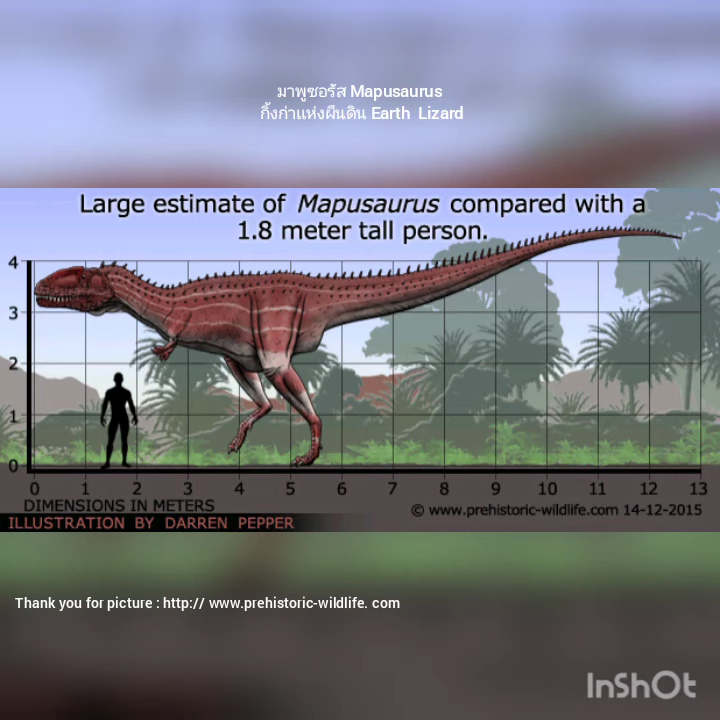 มาพูซอรัส Mapusaurus
กิ้งก่าแห่งผืนดิน Earth Lizard
Large estimate of Mapusaurus compared with a
1.8 meter tall person.
4
3
2
1
0
0 1 2 3 4 5 6 7 8 9 10 11 12 13
DIMENSIONS IN METERS
© www.prehistoric-wildlife.com 14-12-2015
ILLUSTRATION BY DARREN PEPPER
Thank you for picture : http:// www.prehistoric-wildlife. com
InShOt